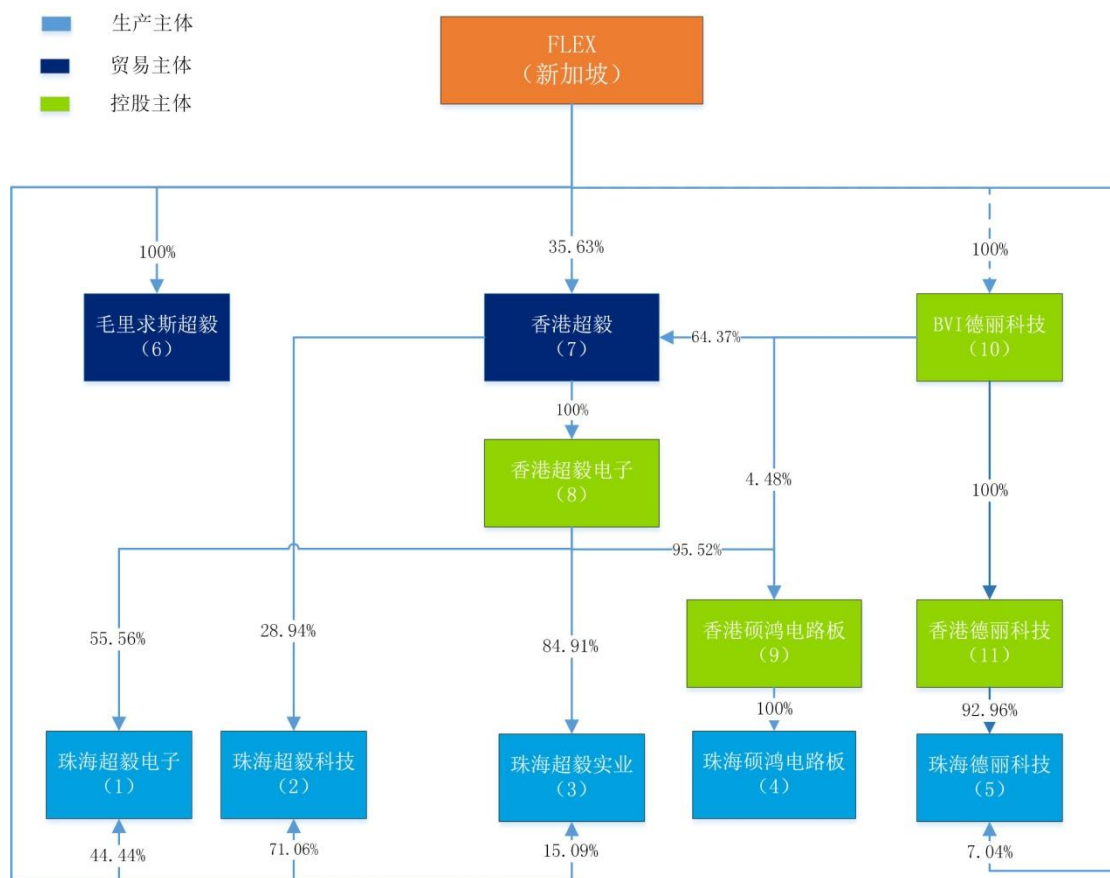 生产主体
贸易主体
控股主体
FLEX
（新加坡）
100%
35.63%
100%
毛里求斯超毅
（6）
香港超毅
（7）
64.37%
BVI德丽科技
（10）
100%
香港超毅电子
（8）
4.48%
100%
95.52%
55.56%
28.94%
84.91%
香港硕鸿电路板
（9）
香港德丽科技
（11）
100%
92.96%
珠海超毅电子
（1）
珠海超毅科技
（2）
珠海超毅实业
（3）
珠海硕鸿电路板
（4）
珠海德丽科技
（5）
44.44%
71.06%
15.09%
7.04%